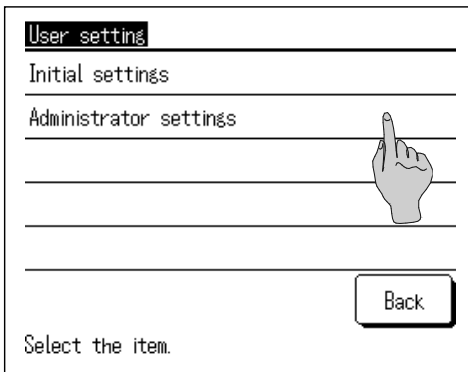 User setting
Initial settings
Administrator settings
Back
Select the item.